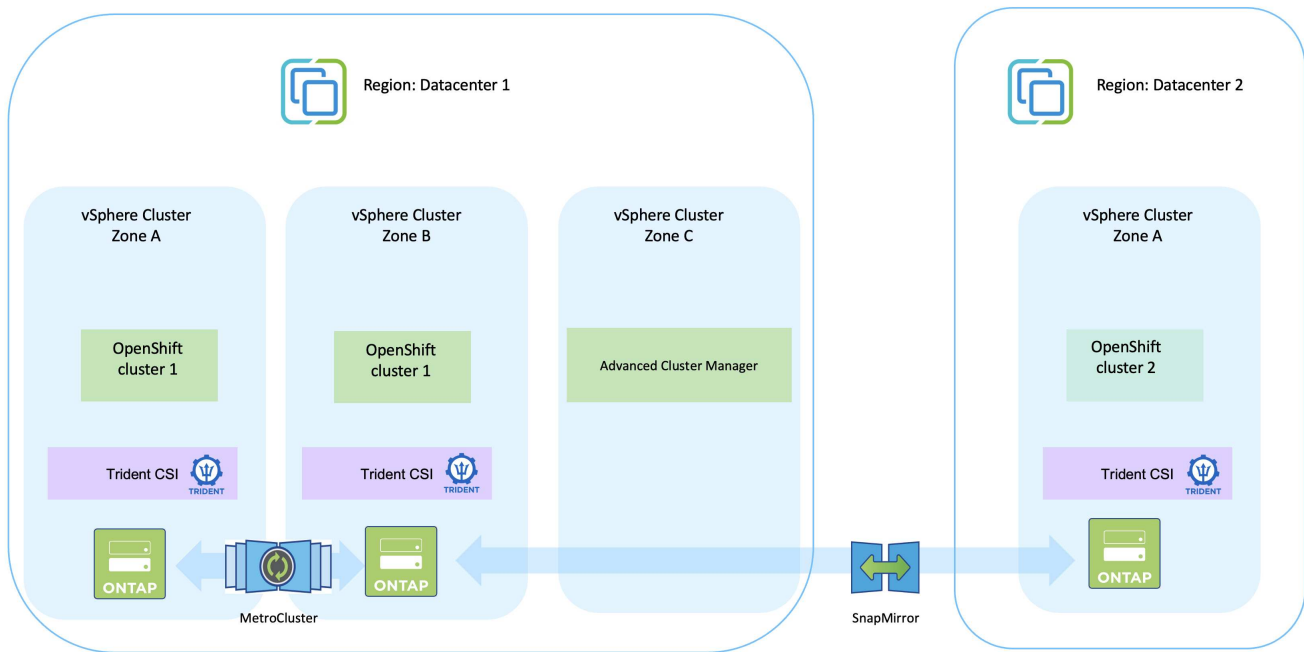 Region: Datacenter 1
Region: Datacenter 2
vSphere Cluster
Zone A
vSphere Cluster
Zone B
vSphere Cluster
Zone C
vSphere Cluster
Zone A
OpenShift
cluster 1
OpenShift
cluster 1
Advanced Cluster Manager
OpenShift
cluster 2
Trident CSI
TRIDENT
Trident CSI
TRIDENT
Trident CSI
TRIDENT
ONTAP
ONTAP
ONTAP
MetroCluster
SnapMirror